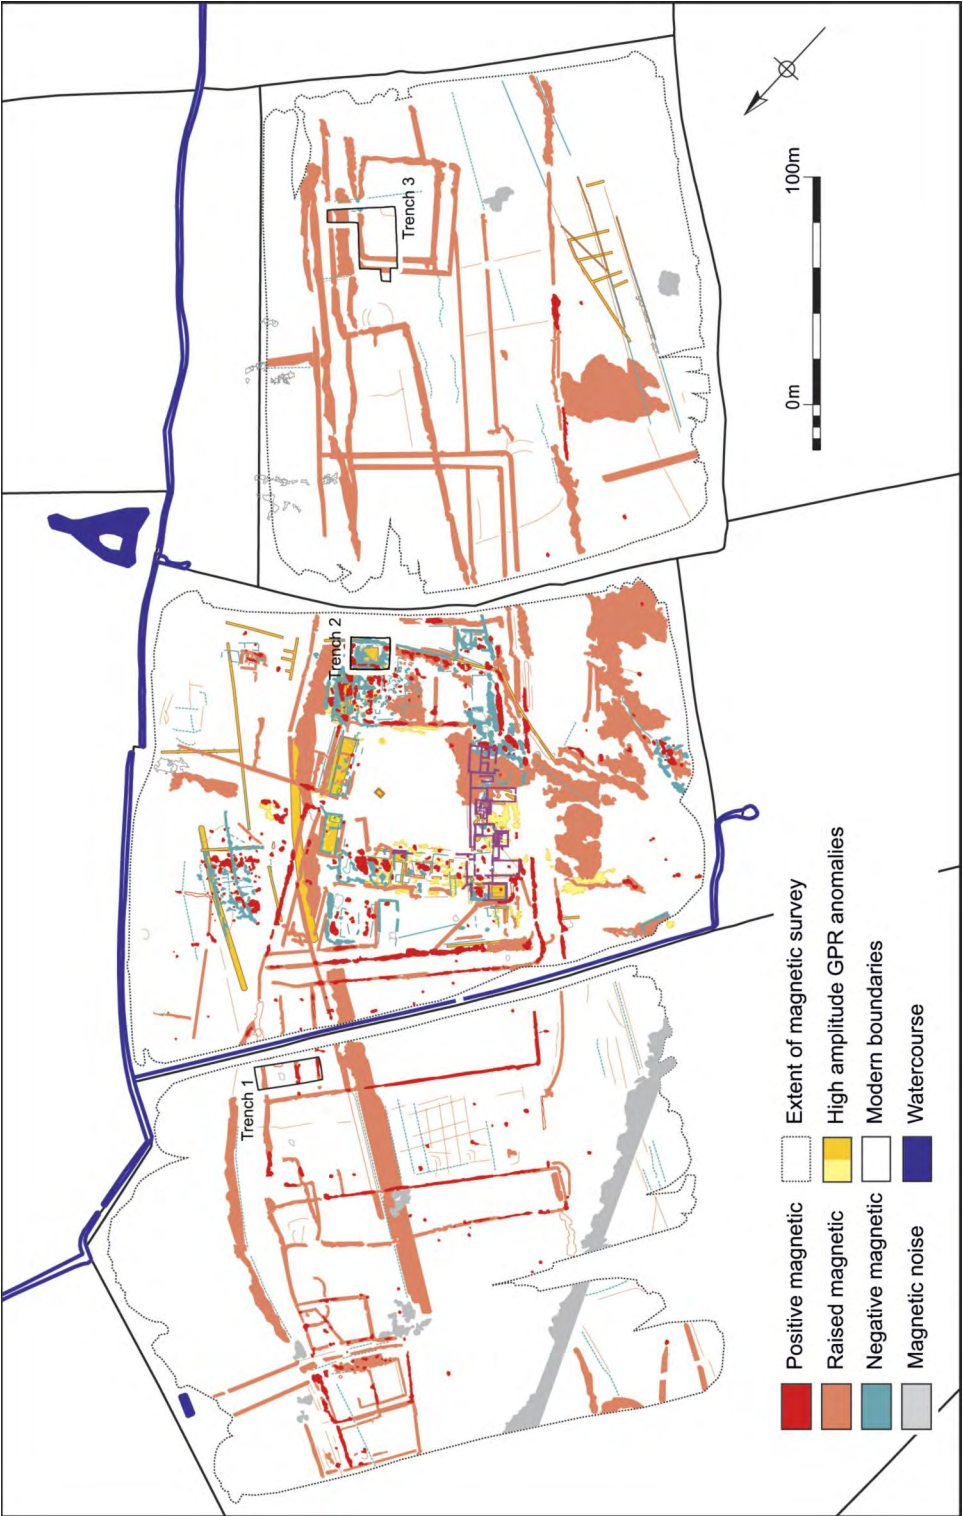 Trench 1
Trench 2
Trench 3
0m
100m
Positive magnetic
Raised magnetic
Negative magnetic
Magnetic noise
Extent of magnetic survey
High amplitude GPR anomalies
Modern boundaries
Watercourse